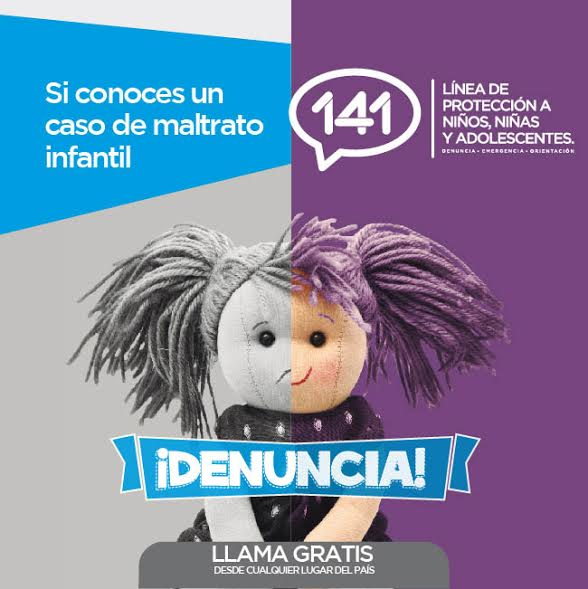 Si conoces un
caso de maltrato
infantil
141
LÍNEA DE
PROTECCIÓN A
NIÑOS, NIÑAS
Y ADOLESCENTES.
DENUNCIA • EMERGENCIA • ORIENTACIÓN
¡DENUNCIA!
LLAMA GRATIS
DESDE CUALQUIER LUGAR DEL PAÍS